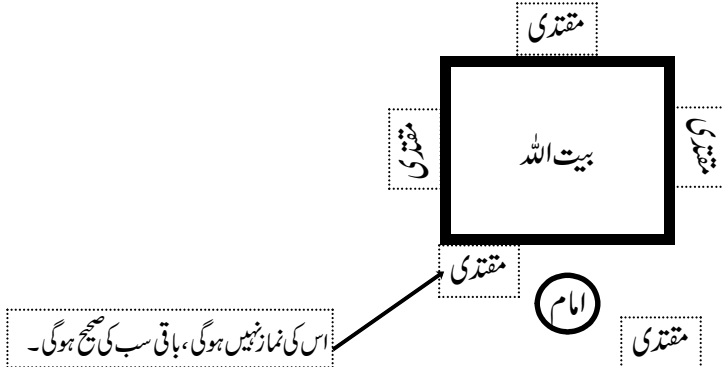 مقتدی
مقتدی
بیت اللہ
مقتدی
مقتدی
امام
مقتدی
اس کی نماز نہیں ہوگی، باقی سب کی صحیح ہوگی۔